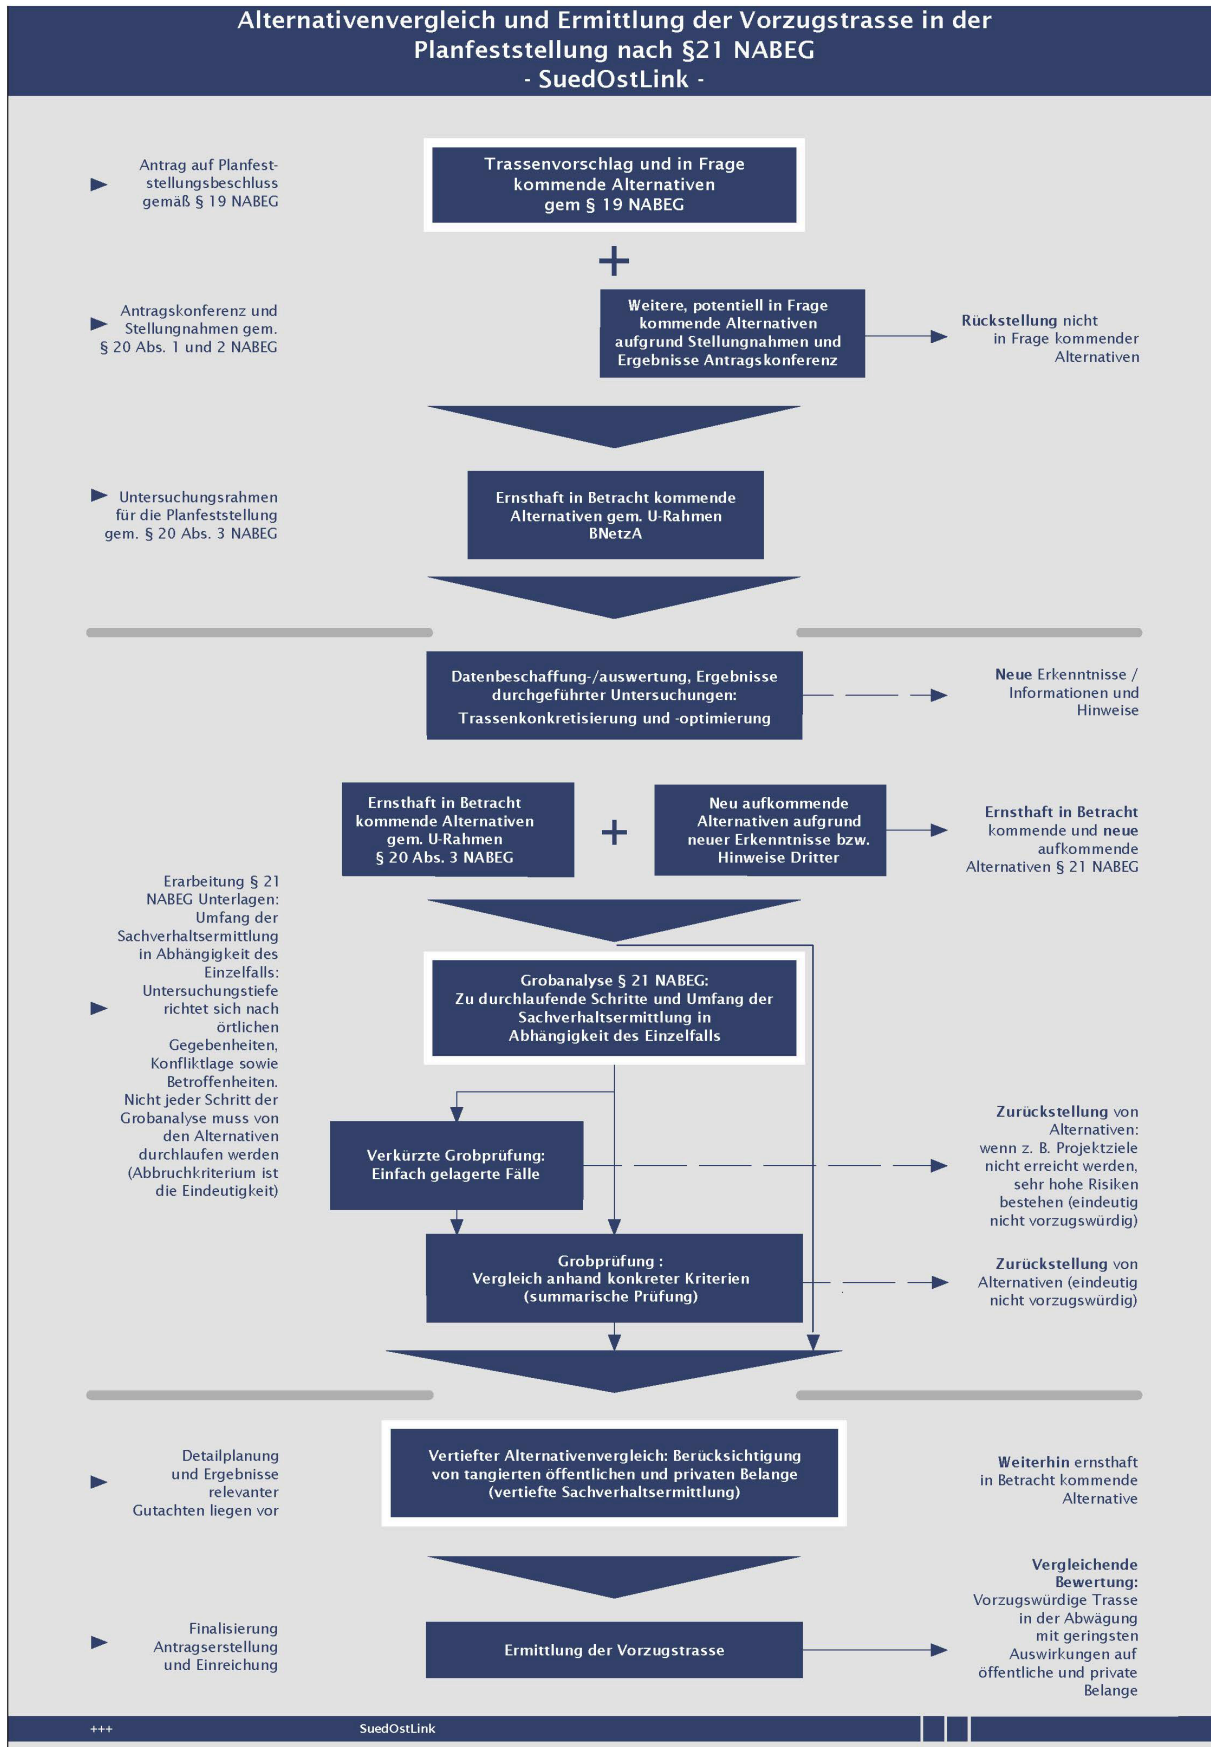 Alternativenvergleich und Ermittlung der Vorzugstrasse in der
Planfeststellung nach §21 NABEG
- SuedOstLink -
Antrag auf Planfest-
stellungsbeschluss
gemäß § 19 NABEG
Trassenvorschlag und in Frage
kommende Alternativen
gem § 19 NABEG
+
Antragskonferenz und
Stellungnahmen gem.
§ 20 Abs. 1 und 2 NABEG
Weitere, potentiell in Frage
kommende Alternativen
aufgrund Stellungnahmen und
Ergebnisse Antragskonferenz
Rückstellung nicht
in Frage kommender
Alternativen
Untersuchungsrahmen
für die Planfeststellung
gem. § 20 Abs. 3 NABEG
Ernsthaft in Betracht kommende
Alternativen gem. U-Rahmen
BNetzA
Datenbeschaffung-/auswertung, Ergebnisse
durchgeführter Untersuchungen:
Trassenkonkretisierung und -optimierung
Neue Erkenntnisse /
Informationen und
Hinweise
Ernsthaft in Betracht
kommende Alternativen
gem. U-Rahmen
§ 20 Abs. 3 NABEG
+
Neu aufkommende
Alternativen aufgrund
neuer Erkenntnisse bzw.
Hinweise Dritter
Ernsthaft in Betracht
kommende und neue
aufkommende
Alternativen § 21 NABEG
Erarbeitung § 21
NABEG Unterlagen:
Umfang der
Sachverhaltsermittlung
in Abhängigkeit des
Einzelfalls:
Untersuchungstiefe
richtet sich nach
örtlichen
Gegebenheiten,
Konfliktlage sowie
Betroffenheiten.
Nicht jeder Schritt der
Grobanalyse muss von
den Alternativen
durchlaufen werden
(Abbruchkriterium ist
die Eindeutigkeit)
Grobanalyse § 21 NABEG:
Zu durchlaufende Schritte und Umfang der
Sachverhaltsermittlung in
Abhängigkeit des Einzelfalls
Verkürzte Grobprüfung:
Einfach gelagerte Fälle
Zurückstellung von
Alternativen:
wenn z. B. Projektziele
nicht erreicht werden,
sehr hohe Risiken
bestehen (eindeutig
nicht vorzugswürdig)
Grobprüfung :
Vergleich anhand konkreter Kriterien
(summarische Prüfung)
Zurückstellung von
Alternativen (eindeutig
nicht vorzugswürdig)
Detailplanung
und Ergebnisse
relevanter
Gutachten liegen vor
Vertiefter Alternativenvergleich: Berücksichtigung
von tangierten öffentlichen und privaten Belange
(vertiefte Sachverhaltsermittlung)
Weiterhin ernsthaft
in Betracht kommende
Alternative
Finalisierung
Antragserstellung
und Einreichung
Ermittlung der Vorzugstrasse
Vergleichende
Bewertung:
Vorzugswürdige Trasse
in der Abwägung
mit geringsten
Auswirkungen auf
öffentliche und private
Belange
+++ SuedOstLink